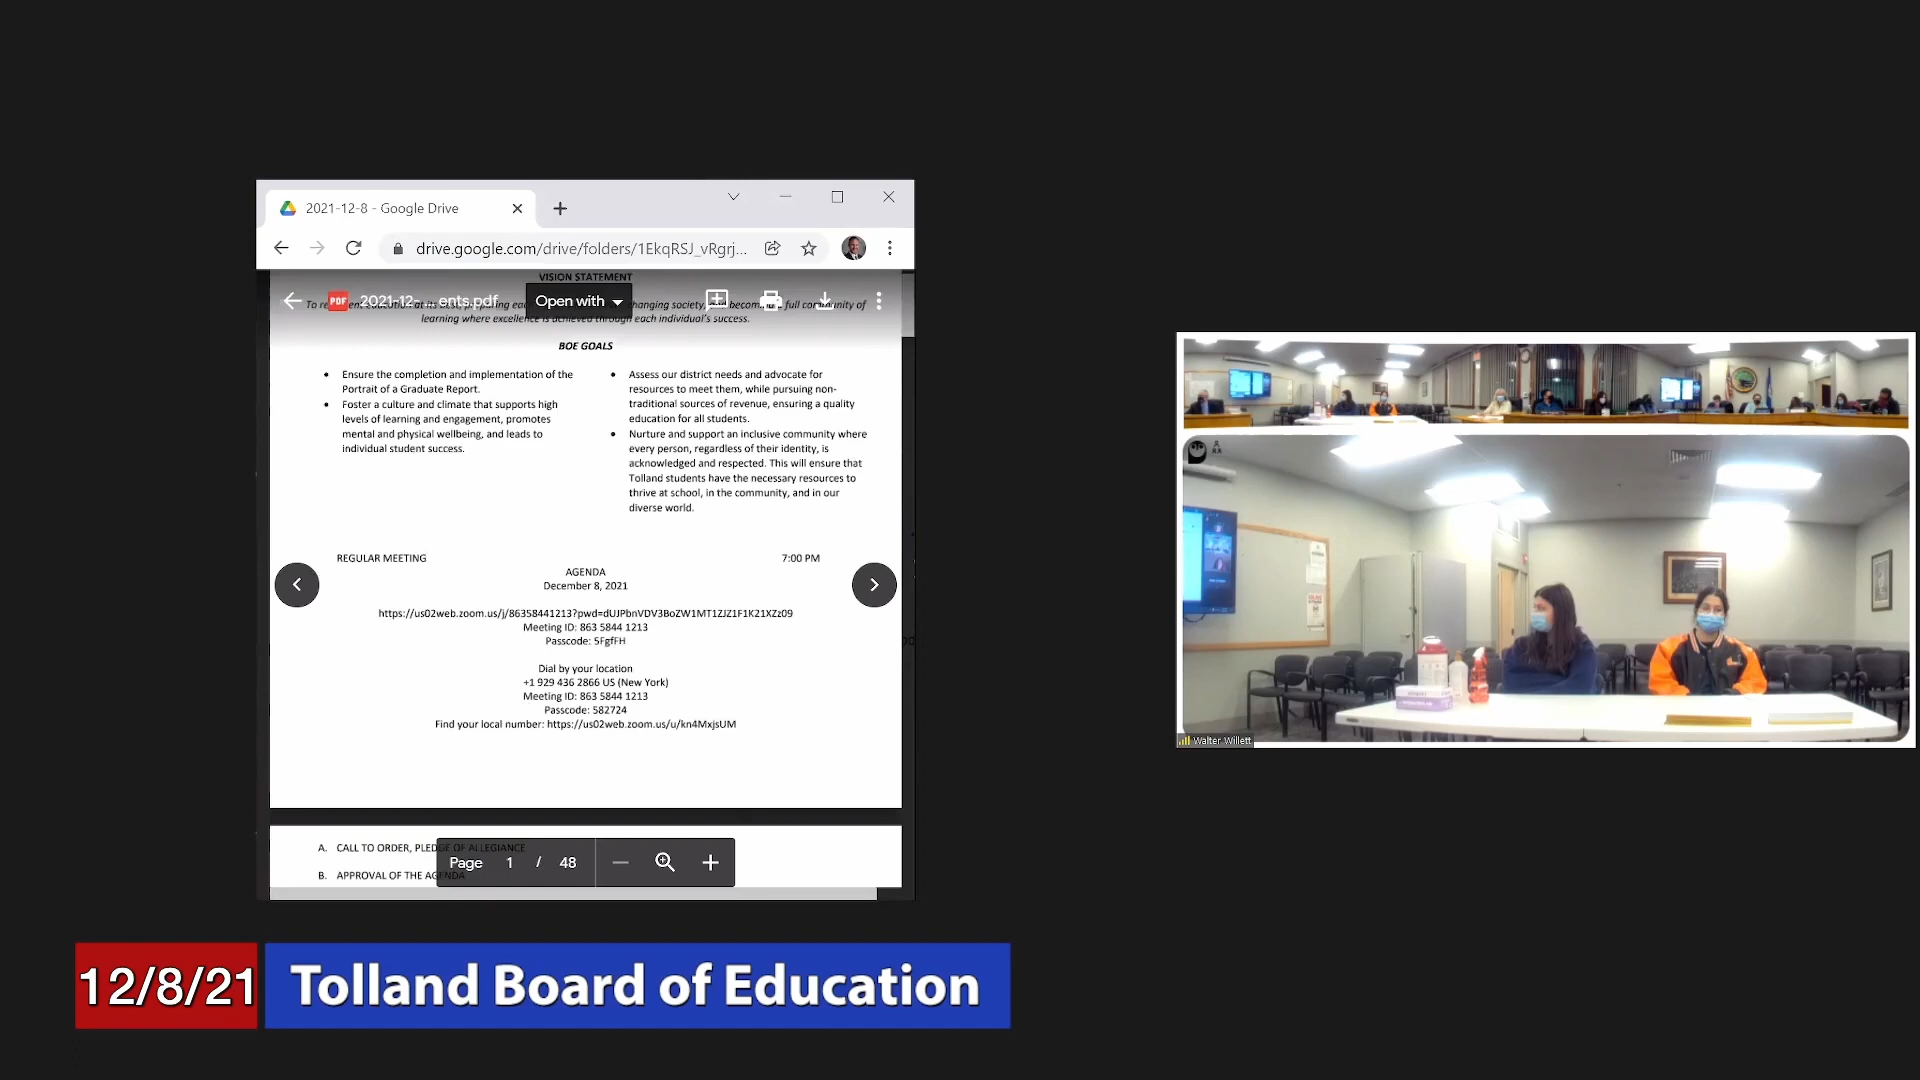 2021-12-8 - Google Drive
drive.google.com/drive/folders/1EkqRSJ_vRgrj...
VISION STATEMENT
2021-12-... ...ents.pdf
Open with
changing society,
full community of
learning where excellence is achieved through each individual's success.
BOE GOALS
• Ensure the completion and implementation of the
Portrait of a Graduate Report.
• Foster a culture and climate that supports high
levels of learning and engagement, promotes
mental and physical wellbeing, and leads to
individual student success.
• Assess our district needs and advocate for
resources to meet them, while pursuing non-
traditional sources of revenue, ensuring a quality
education for all students.
• Nurture and support an inclusive community where
every person, regardless of their identity, is
acknowledged and respected. This will ensure that
Tolland students have the necessary resources to
thrive at school, in the community, and in our
diverse world.
REGULAR MEETING 7:00 PM
AGENDA
December 8, 2021
https://us02web.zoom.us/j/86358441213?pwd=dUJPbnVDV3BoZW1MT1ZJZ1F1K21XZz09
Meeting ID: 863 5844 1213
Passcode: 5FgfFH
Dial by your location
+1 929 436 2866 US (New York)
Meeting ID: 863 5844 1213
Passcode: 582724
Find your local number: https://us02web.zoom.us/u/kn4MxjsUM
A. CALL TO ORDER, PLEDGE OF ALLEGIANCE
B. APPROVAL OF THE AGENDA
Page 1 / 48
Walter Willett
12/8/21 Tolland Board of Education